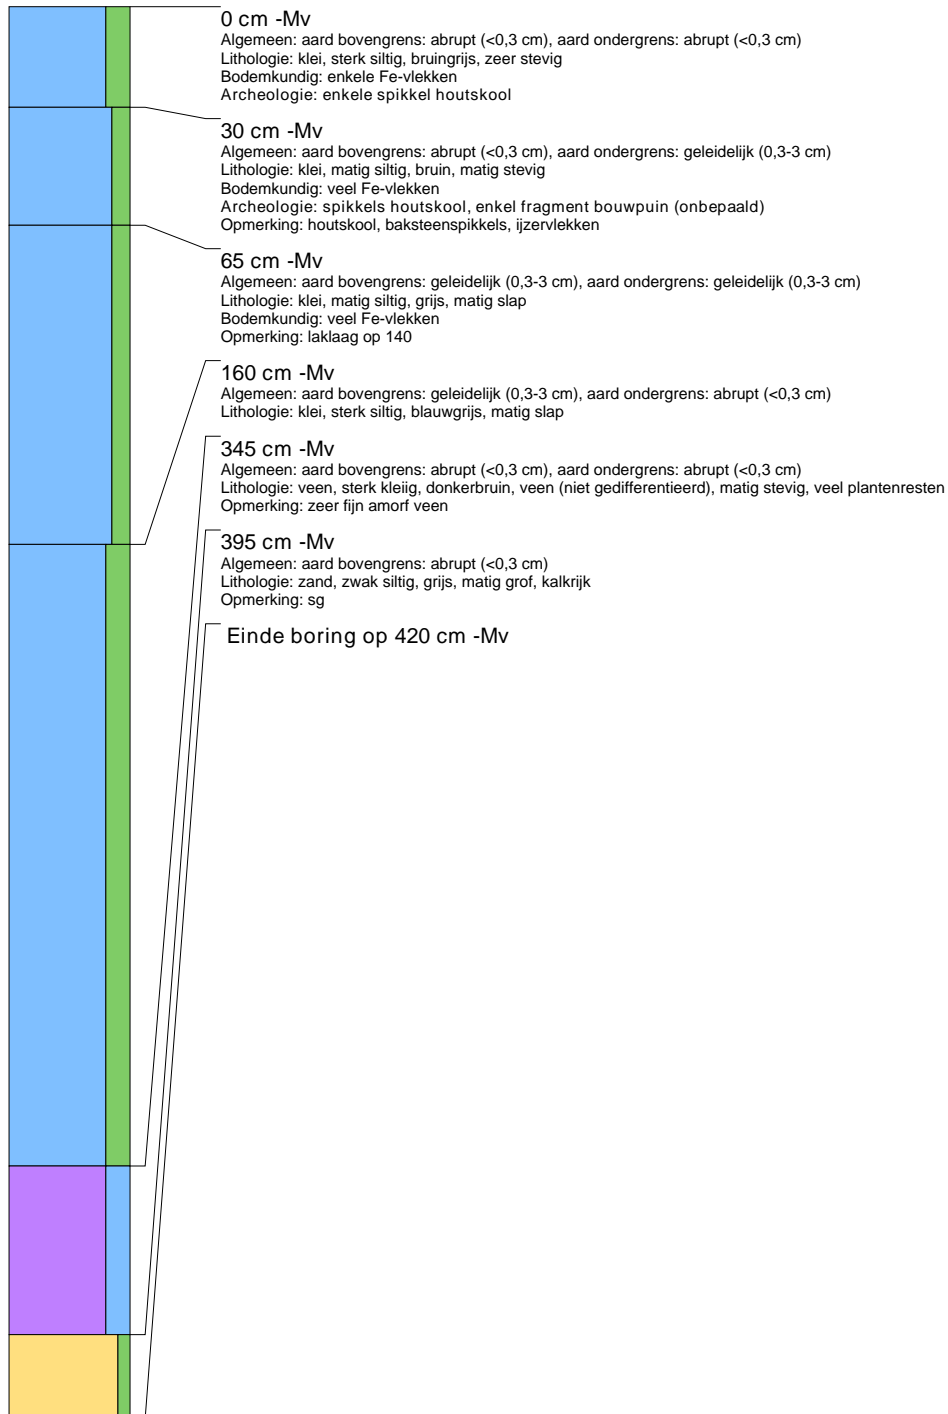 0 cm -Mv
Algemeen: aard bovengrens: abrupt (<0,3 cm), aard ondergrens: abrupt (<0,3 cm)
Lithologie: klei, sterk siltig, bruingrijs, zeer stevig
Bodemkundig: enkele Fe-vlekken
Archeologie: enkele spikkel houtskool
30 cm -Mv
Algemeen: aard bovengrens: abrupt (<0,3 cm), aard ondergrens: geleidelijk (0,3-3 cm)
Lithologie: klei, matig siltig, bruin, matig stevig
Bodemkundig: veel Fe-vlekken
Archeologie: spikkels houtskool, enkel fragment bouwpuin (onbepaald)
Opmerking: houtskool, baksteenspikkels, ijzervlekken
65 cm -Mv
Algemeen: aard bovengrens: geleidelijk (0,3-3 cm), aard ondergrens: geleidelijk (0,3-3 cm)
Lithologie: klei, matig siltig, grijs, matig slap
Bodemkundig: veel Fe-vlekken
Opmerking: laklaag op 140
160 cm -Mv
Algemeen: aard bovengrens: geleidelijk (0,3-3 cm), aard ondergrens: abrupt (<0,3 cm)
Lithologie: klei, sterk siltig, blauwgrijs, matig slap
345 cm -Mv
Algemeen: aard bovengrens: abrupt (<0,3 cm), aard ondergrens: abrupt (<0,3 cm)
Lithologie: veen, sterk kleiig, donkerbruin, veen (niet gedifferentieerd), matig stevig, veel plantenresten
Opmerking: zeer fijn amorf veen
395 cm -Mv
Algemeen: aard bovengrens: abrupt (<0,3 cm)
Lithologie: zand, zwak siltig, grijs, matig grof, kalkrijk
Opmerking: sg
Einde boring op 420 cm -Mv